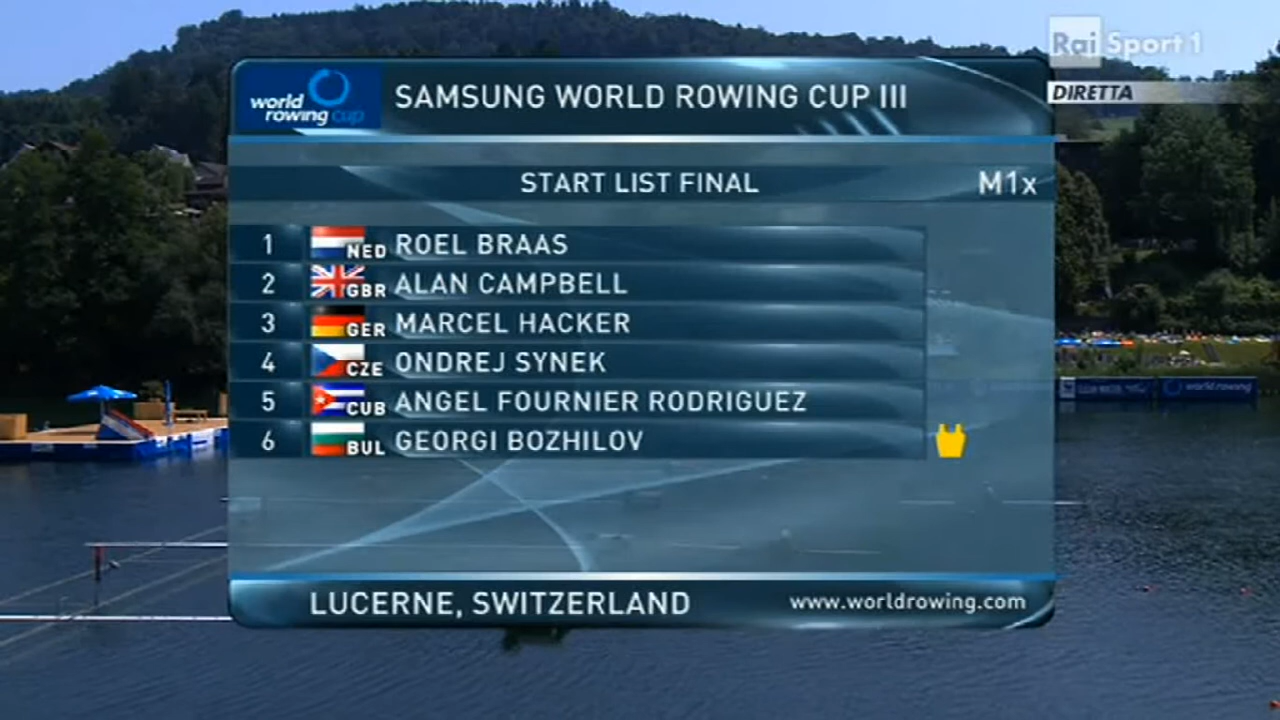 Rai Sport 1
DIRETTA
world rowing cup
SAMSUNG WORLD ROWING CUP III
START LIST FINAL M1x
1 NED ROEL BRAAS
2 GBR ALAN CAMPBELL
3 GER MARCEL HACKER
4 CZE ONDREJ SYNEK
5 CUB ANGEL FOURNIER RODRIGUEZ
6 BUL GEORGI BOZHILOV
LUCERNE, SWITZERLAND www.worldrowing.com
world rowing